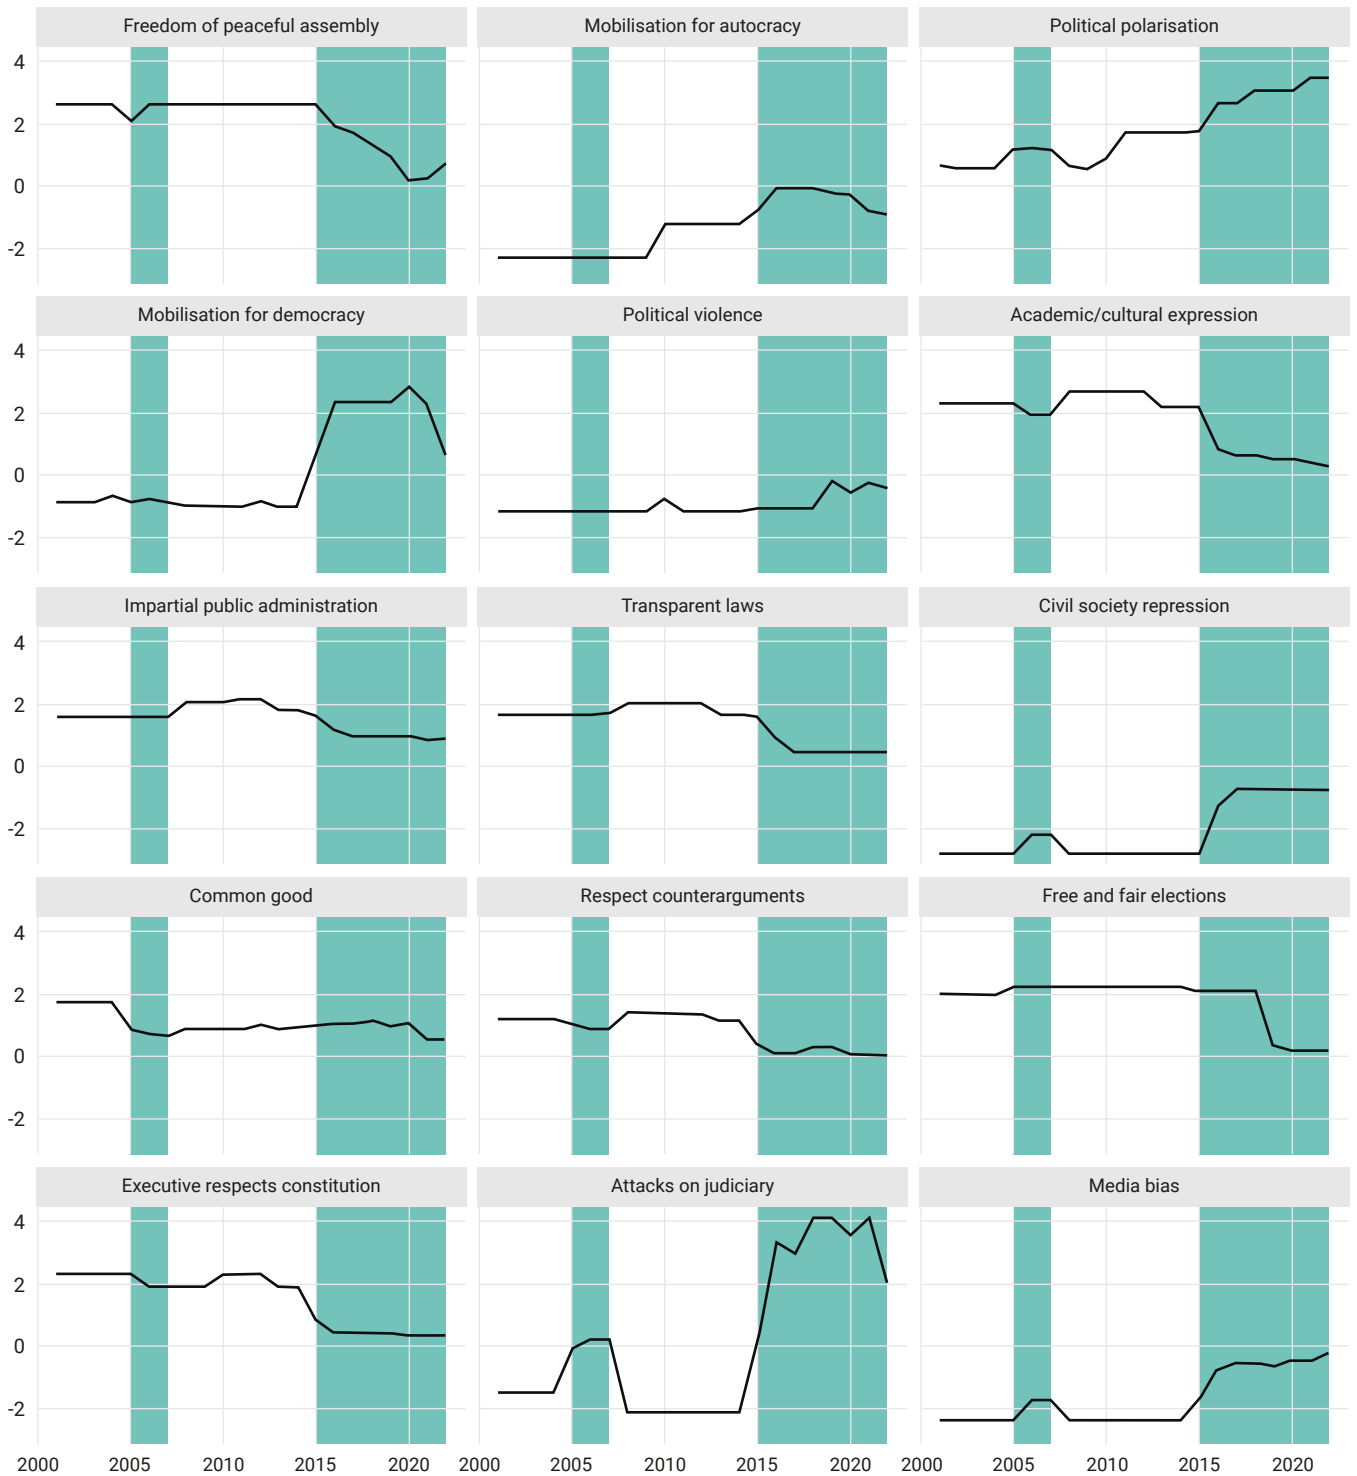 Freedom of peaceful assembly
Mobilisation for autocracy
Political polarisation
4
2
0
-2
Mobilisation for democracy
Political violence
Academic/cultural expression
4
2
0
-2
Impartial public administration
Transparent laws
Civil society repression
4
2
0
-2
Common good
Respect counterarguments
Free and fair elections
4
2
0
-2
Executive respects constitution
Attacks on judiciary
Media bias
4
2
0
-2
2000 2005 2010 2015 2020 2000 2005 2010 2015 2020 2000 2005 2010 2015 2020